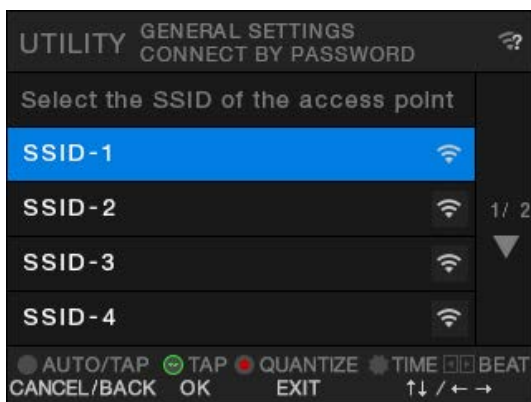 UTILITY GENERAL SETTINGS
CONNECT BY PASSWORD
Select the SSID of the access point
SSID-1
SSID-2
1/ 2
SSID-3
SSID-4
AUTO/TAP TAP QUANTIZE TIME BEAT
CANCEL/BACK OK EXIT ↑↓ / ← →